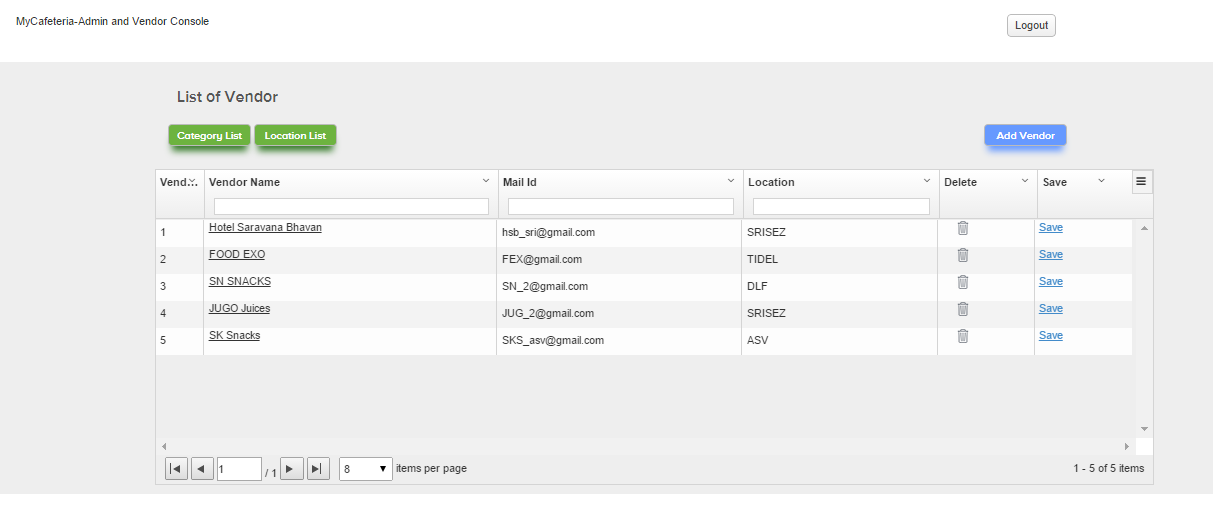 MyCafeteria-Admin and Vendor Console
Logout
List of Vendor
Category List Location List Add Vendor
Vend... Vendor Name Mail Id Location Delete Save
1 Hotel Saravana Bhavan hsb_sri@gmail.com SRISEZ Save
2 FOOD EXO FEX@gmail.com TIDEL Save
3 SN SNACKS SN_2@gmail.com DLF Save
4 JUGO Juices JUG_2@gmail.com SRISEZ Save
5 SK Snacks SKS_asv@gmail.com ASV Save
1 / 1 8 items per page 1 - 5 of 5 items